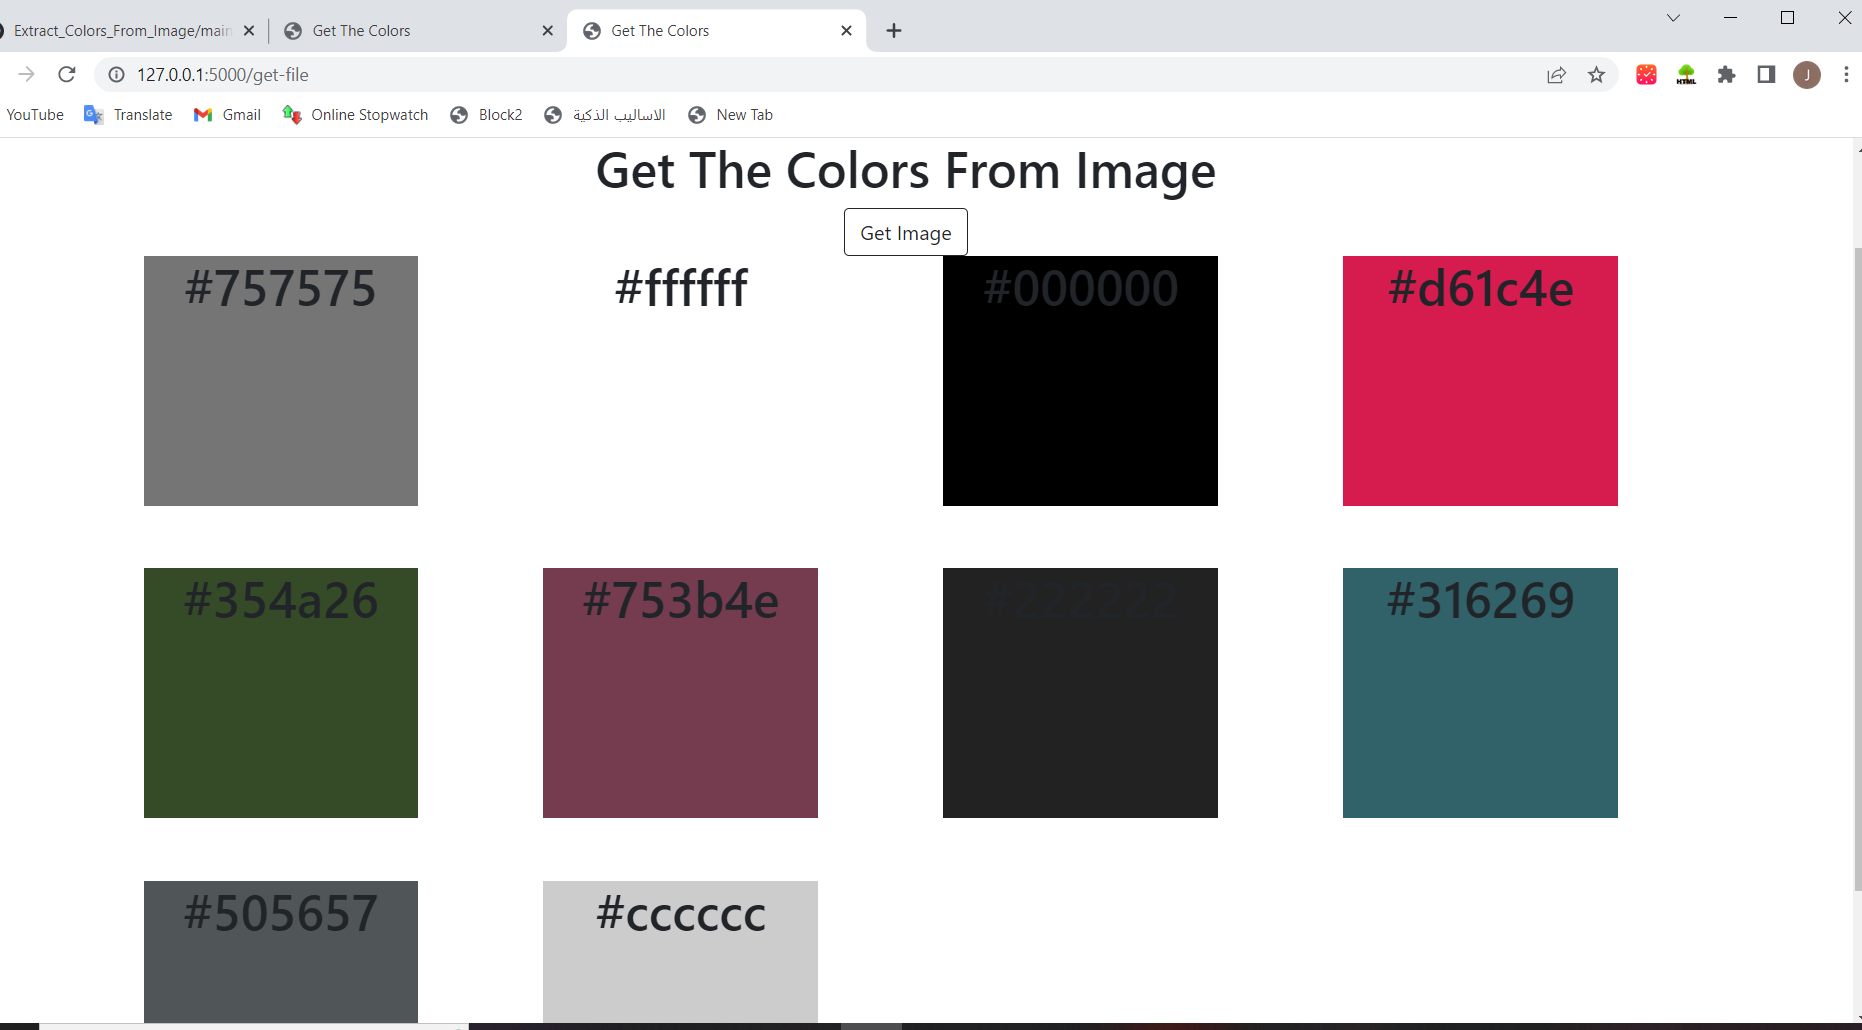 Extract_Colors_From_Image/main
Get The Colors
Get The Colors
127.0.0.1:5000/get-file
HTML
J
YouTube
Translate
Gmail
Online Stopwatch
Block2
الاساليب الذكية
New Tab
Get The Colors From Image
Get Image
#757575
#ffffff
#000000
#d61c4e
#354a26
#753b4e
#222222
#316269
#505657
#cccccc